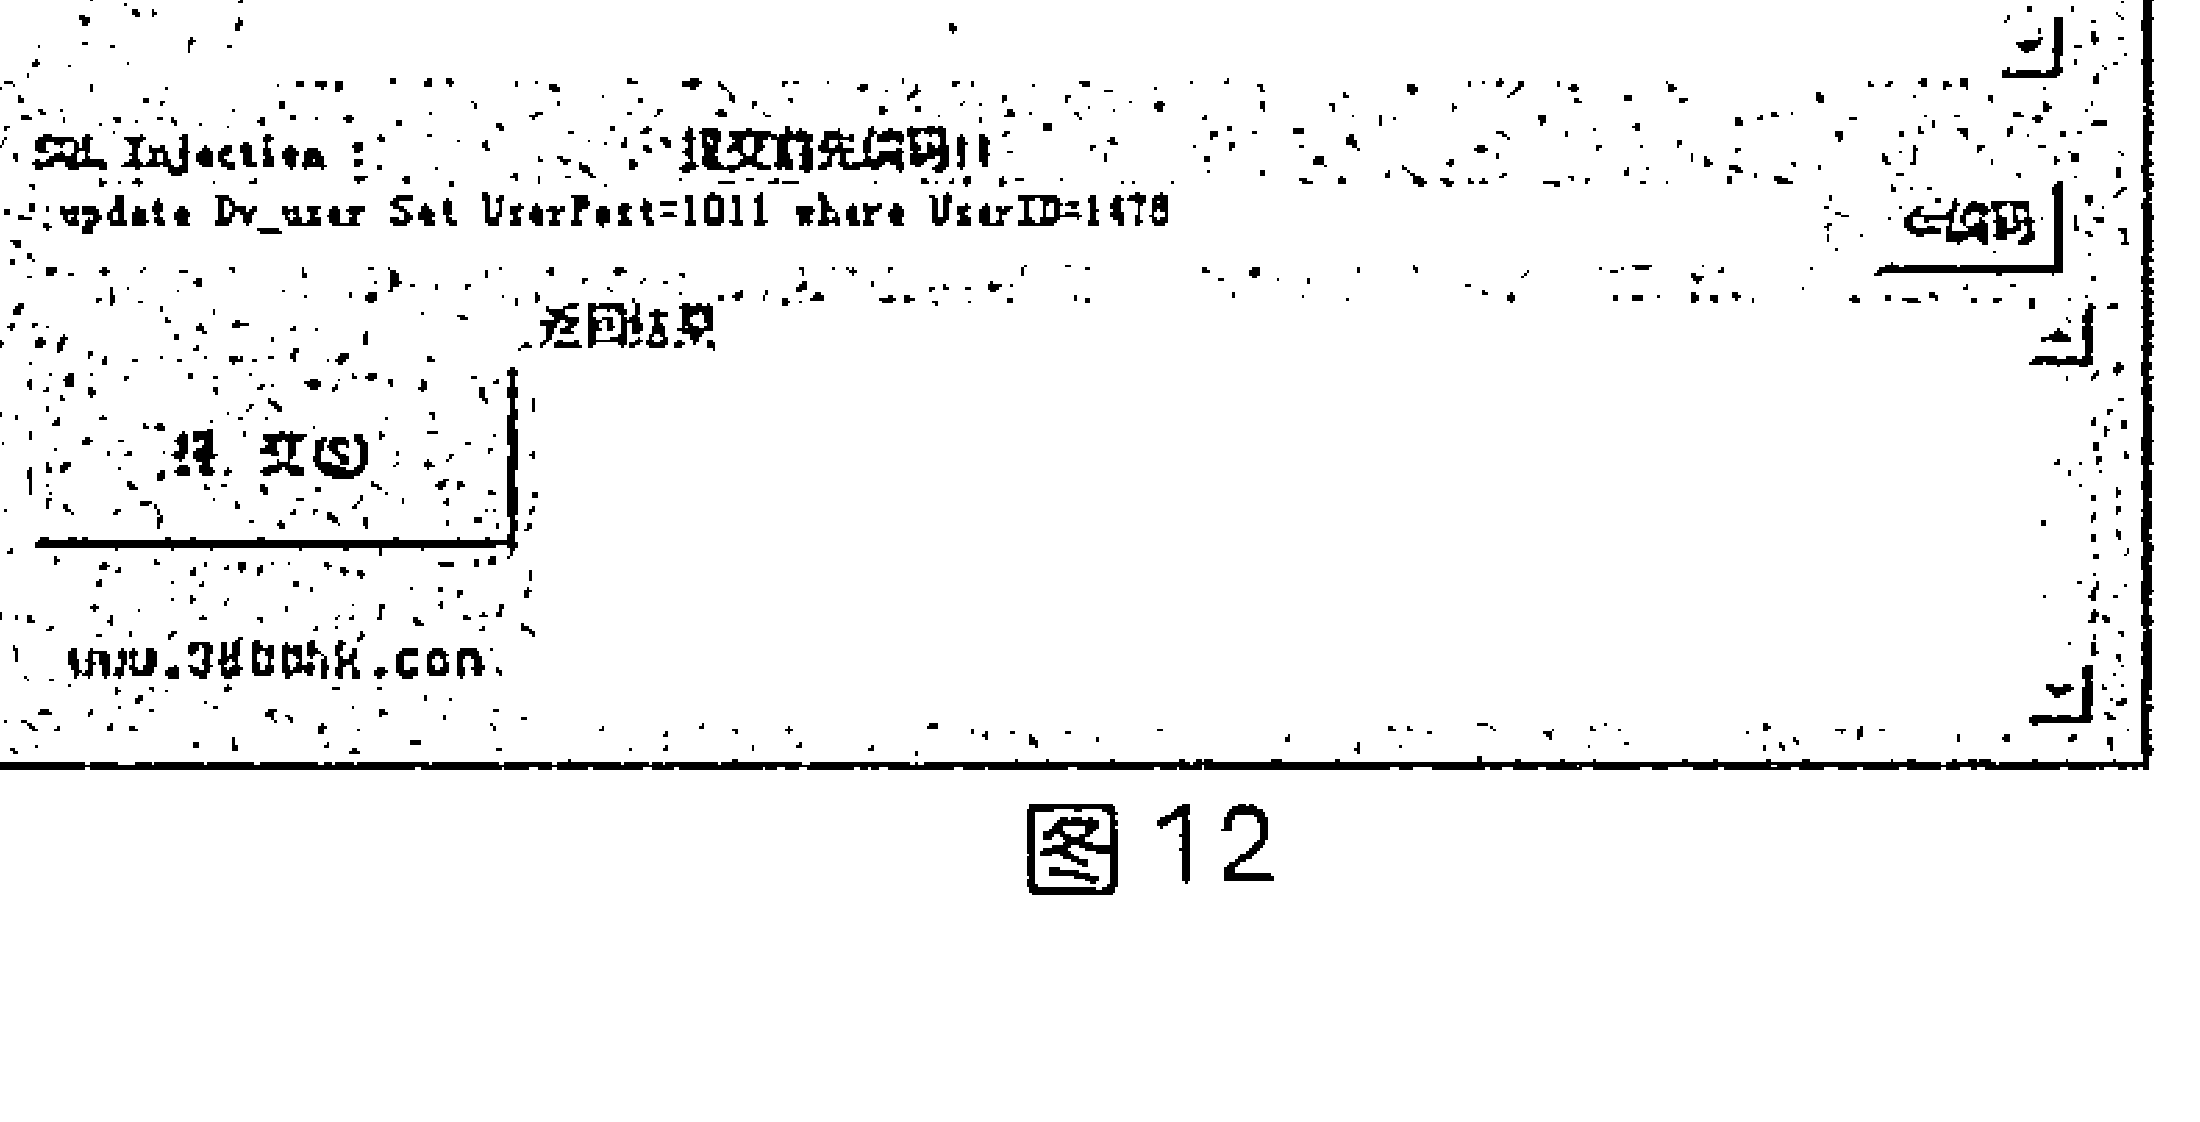 SQL Injection : 提交前先编码!!
update Dv_user Set UserPost=1011 where UserID=1478
<-编码
返回结果
提 交(S)
图 12